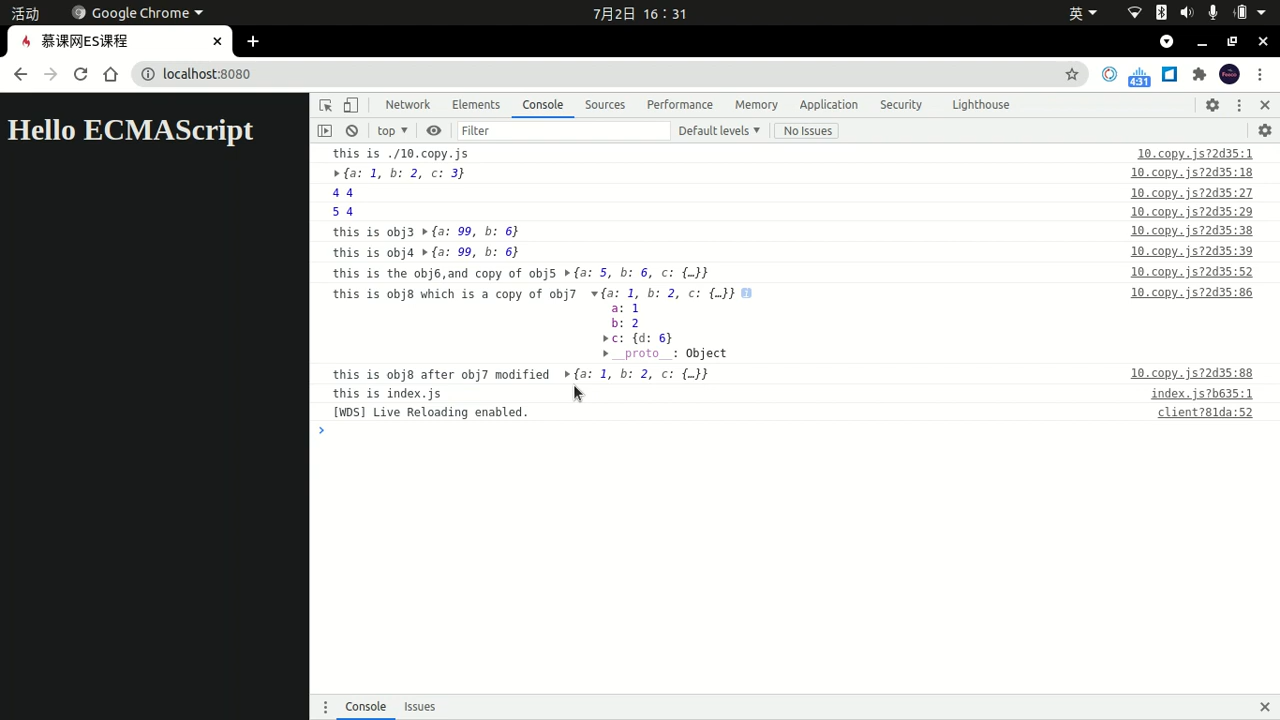 活动 Google Chrome 7月2日 16：31 英
慕课网ES课程
localhost:8080 431
Hello ECMAScript
Network Elements Console Sources Performance Memory Application Security Lighthouse
top Filter Default levels No Issues
this is ./10.copy.js 10.copy.js?2d35:1
{a: 1, b: 2, c: 3} 10.copy.js?2d35:18
4 4 10.copy.js?2d35:27
5 4 10.copy.js?2d35:29
this is obj3 {a: 99, b: 6} 10.copy.js?2d35:38
this is obj4 {a: 99, b: 6} 10.copy.js?2d35:39
this is the obj6,and copy of obj5 {a: 5, b: 6, c: {…}} 10.copy.js?2d35:52
this is obj8 which is a copy of obj7 {a: 1, b: 2, c: {…}} i 10.copy.js?2d35:86
a: 1
b: 2
c: {d: 6}
__proto__: Object
this is obj8 after obj7 modified {a: 1, b: 2, c: {…}} 10.copy.js?2d35:88
this is index.js index.js?b635:1
[WDS] Live Reloading enabled. client?81da:52
Console Issues